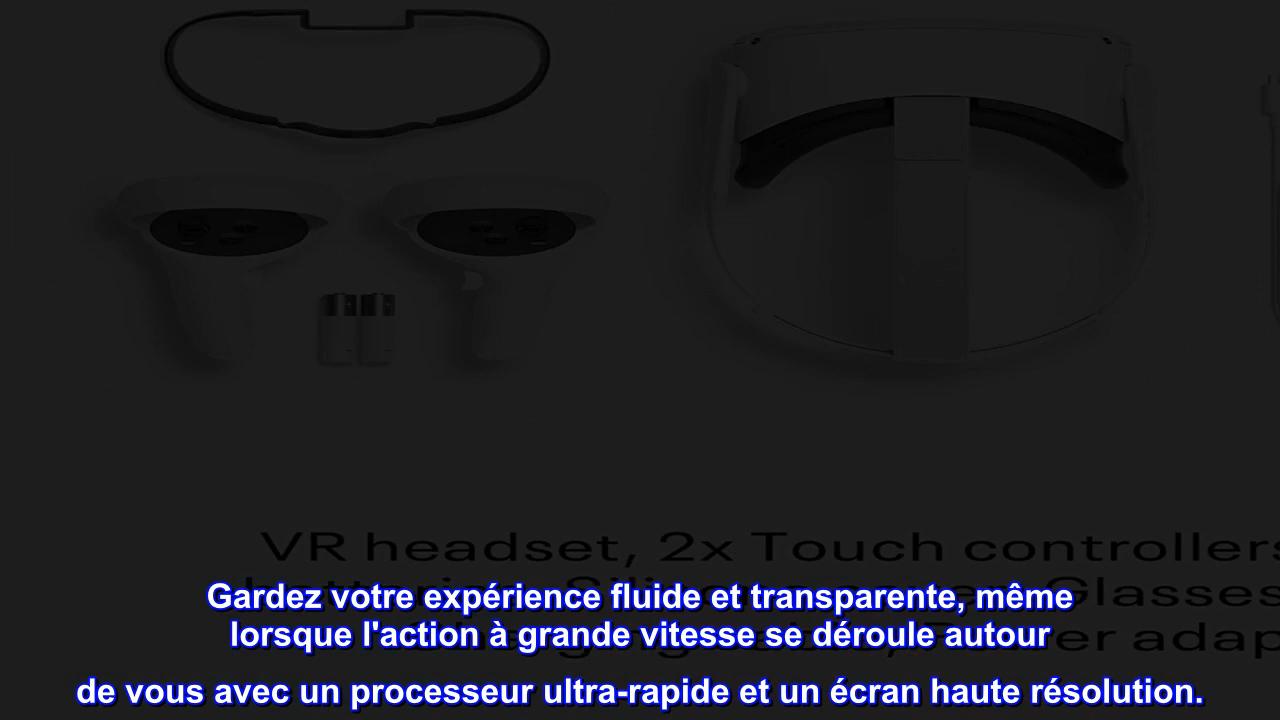 VR headset, 2x Touch controllers
Glasses
Gardez votre expérience fluide et transparente, même
lorsque l'action à grande vitesse se déroule autour
de vous avec un processeur ultra-rapide et un écran haute résolution.